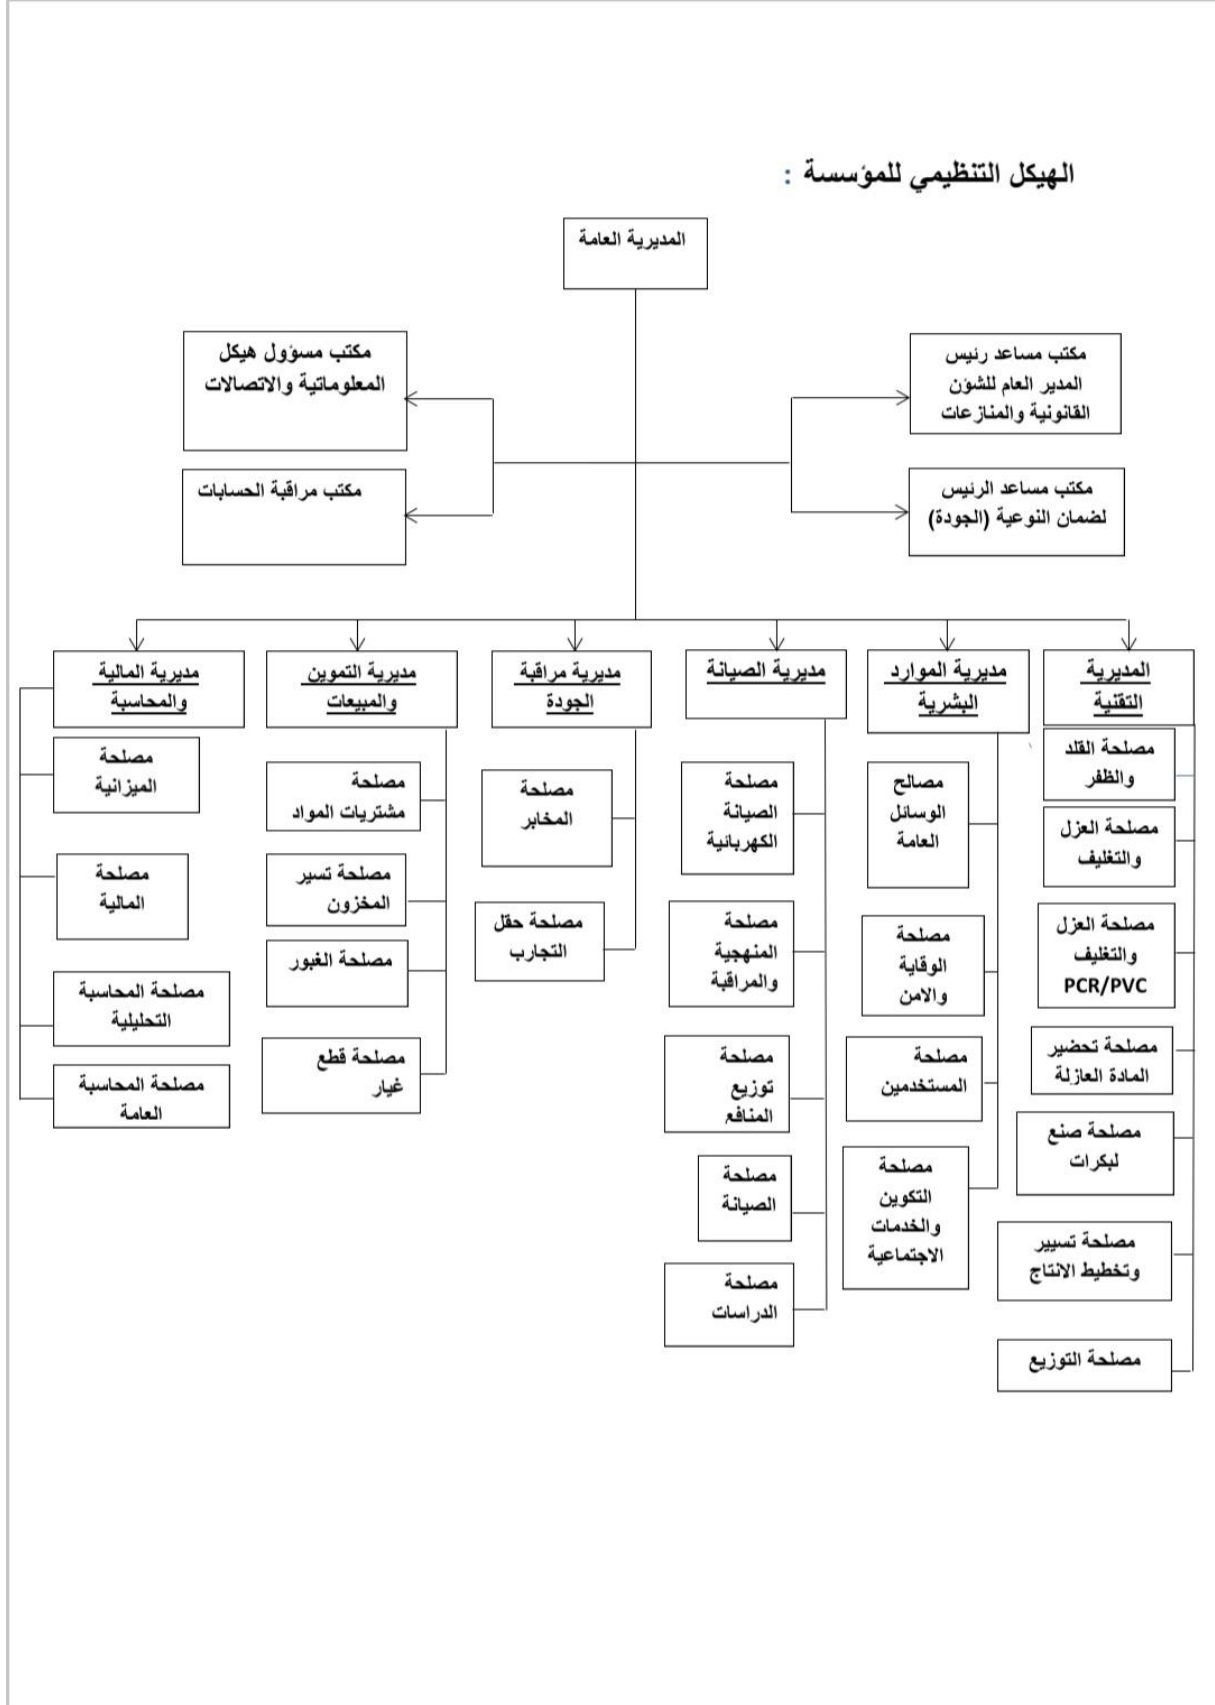 الهيكل التنظيمي للمؤسسة :
المديرية العامة
مكتب مساعد رئيس
المدير العام للشؤن
القانونية والمنازعات
مكتب مسؤول هيكل
المعلوماتية والاتصالات
مكتب مساعد الرئيس
لضمان النوعية (الجودة)
مكتب مراقبة الحسابات
المديرية
التقنية
مصلحة القلد
والظفر
مصلحة العزل
والتغليف
مصلحة العزل
والتغليف
PCR/PVC
مصلحة تحضير
المادة العازلة
مصلحة صنع
لبكرات
مصلحة تسيير
وتخطيط الانتاج
مصلحة التوزيع
مديرية الموارد
البشرية
مصالح
الوسائل
العامة
مصلحة
الوقاية
والامن
مصلحة
المستخدمين
مصلحة
التكوين
والخدمات
الاجتماعية
مديرية الصيانة
مصلحة
الصيانة
الكهربائية
مصلحة
المنهجية
والمراقبة
مصلحة
توزيع
المنافع
مصلحة
الصيانة
مصلحة
الدراسات
مديرية مراقبة
الجودة
مصلحة
المخابر
مصلحة حقل
التجارب
مديرية التموين
والمبيعات
مصلحة
مشتريات المواد
مصلحة تسير
المخزون
مصلحة الغبور
مصلحة قطع
غيار
مديرية المالية
والمحاسبة
مصلحة
الميزانية
مصلحة
المالية
مصلحة المحاسبة
التحليلية
مصلحة المحاسبة
العامة